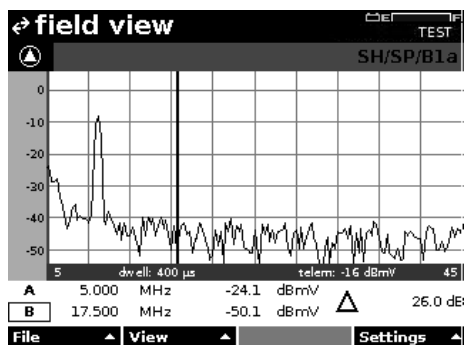 field view
E F
TEST
SH/SP/B1a
0
-10
-20
-30
-40
-50
5 dwell: 400 µs telem: -16 dBmV 45
A 5.000 MHz -24.1 dBmV
B 17.500 MHz -50.1 dBmV
Δ 26.0 dB
File View Settings